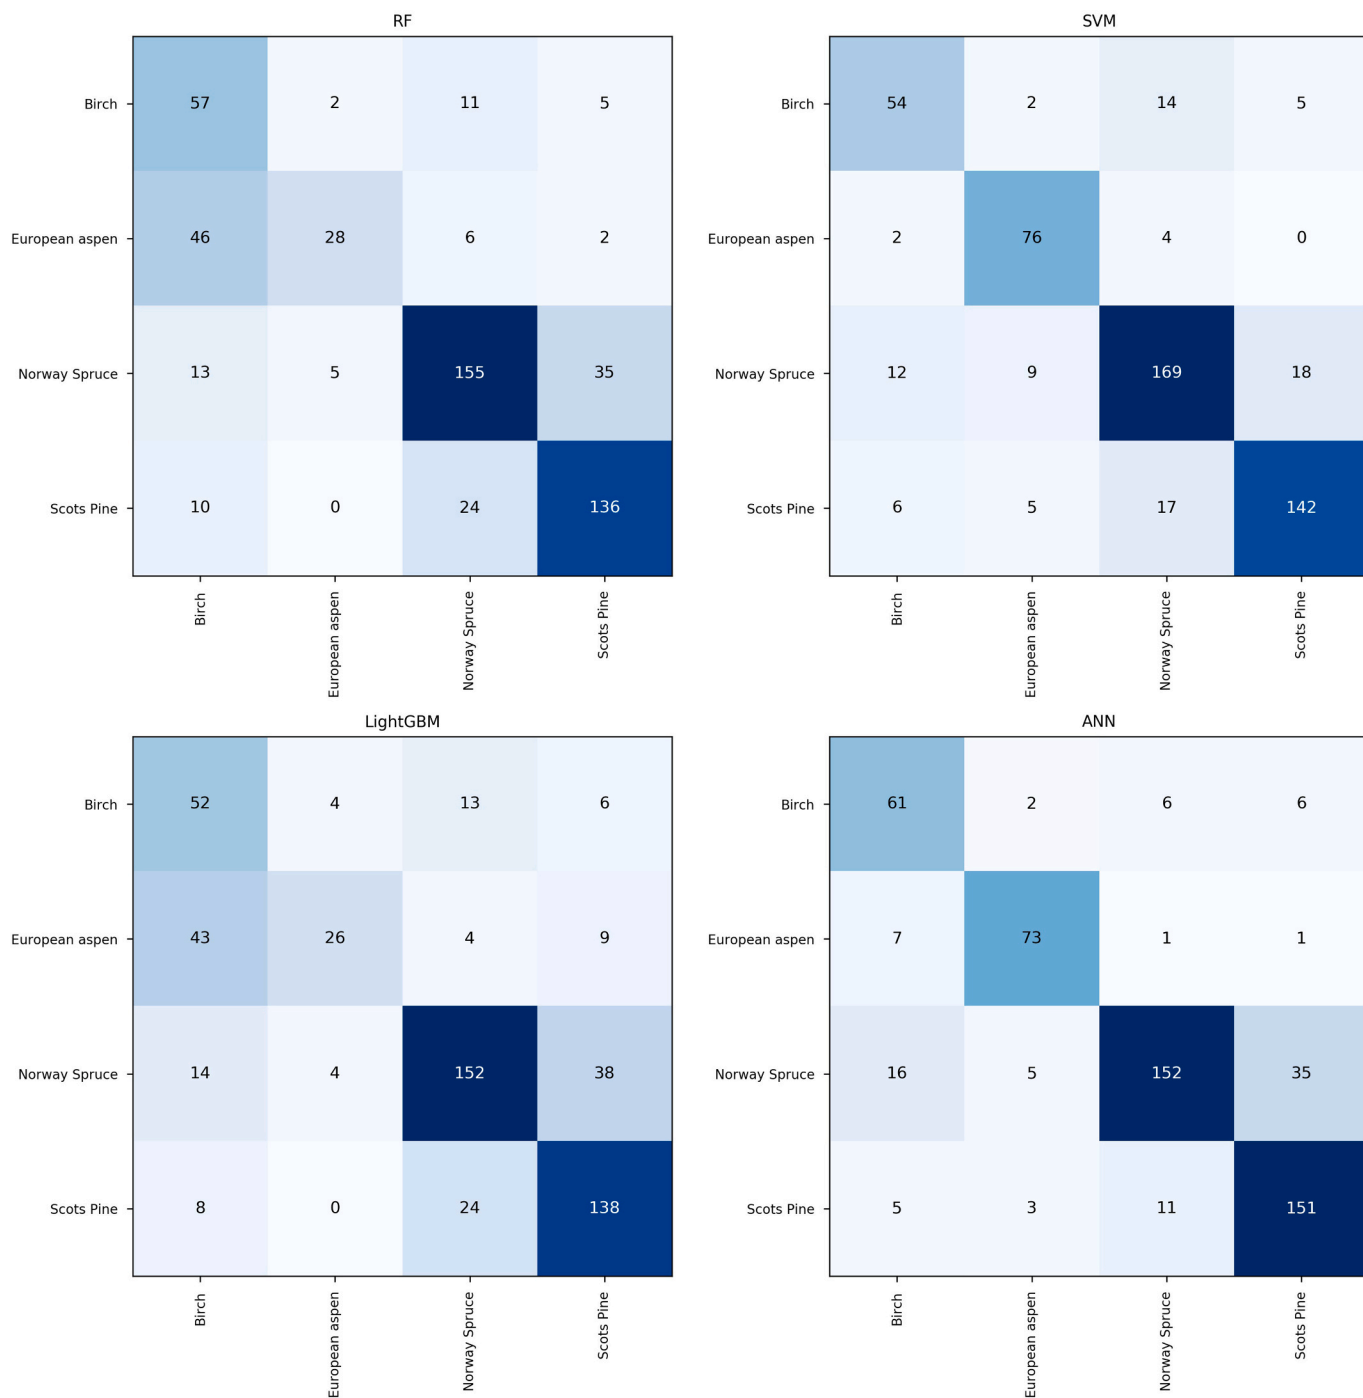 RF
Birch 57 2 11 5
European aspen 46 28 6 2
Norway Spruce 13 5 155 35
Scots Pine 10 0 24 136
Birch European aspen Norway Spruce Scots Pine
SVM
Birch 54 2 14 5
European aspen 2 76 4 0
Norway Spruce 12 9 169 18
Scots Pine 6 5 17 142
Birch European aspen Norway Spruce Scots Pine
LightGBM
Birch 52 4 13 6
European aspen 43 26 4 9
Norway Spruce 14 4 152 38
Scots Pine 8 0 24 138
Birch European aspen Norway Spruce Scots Pine
ANN
Birch 61 2 6 6
European aspen 7 73 1 1
Norway Spruce 16 5 152 35
Scots Pine 5 3 11 151
Birch European aspen Norway Spruce Scots Pine